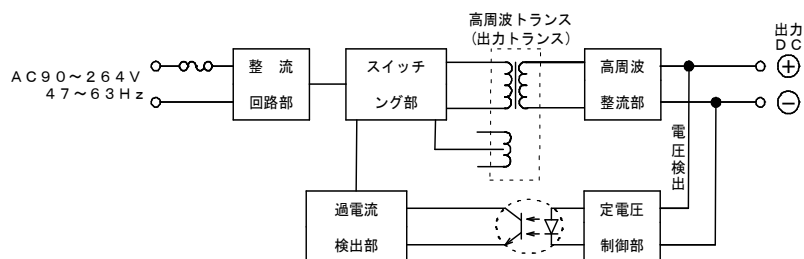 高周波トランス
(出力トランス)
出力
ＤＣ
ＡＣ９０～２６４Ｖ
４７～６３Ｈｚ
整　流
回路部
スイッチ
ング部
高周波
整流部
＋
－
電圧検出
過電流
検出部
定電圧
制御部